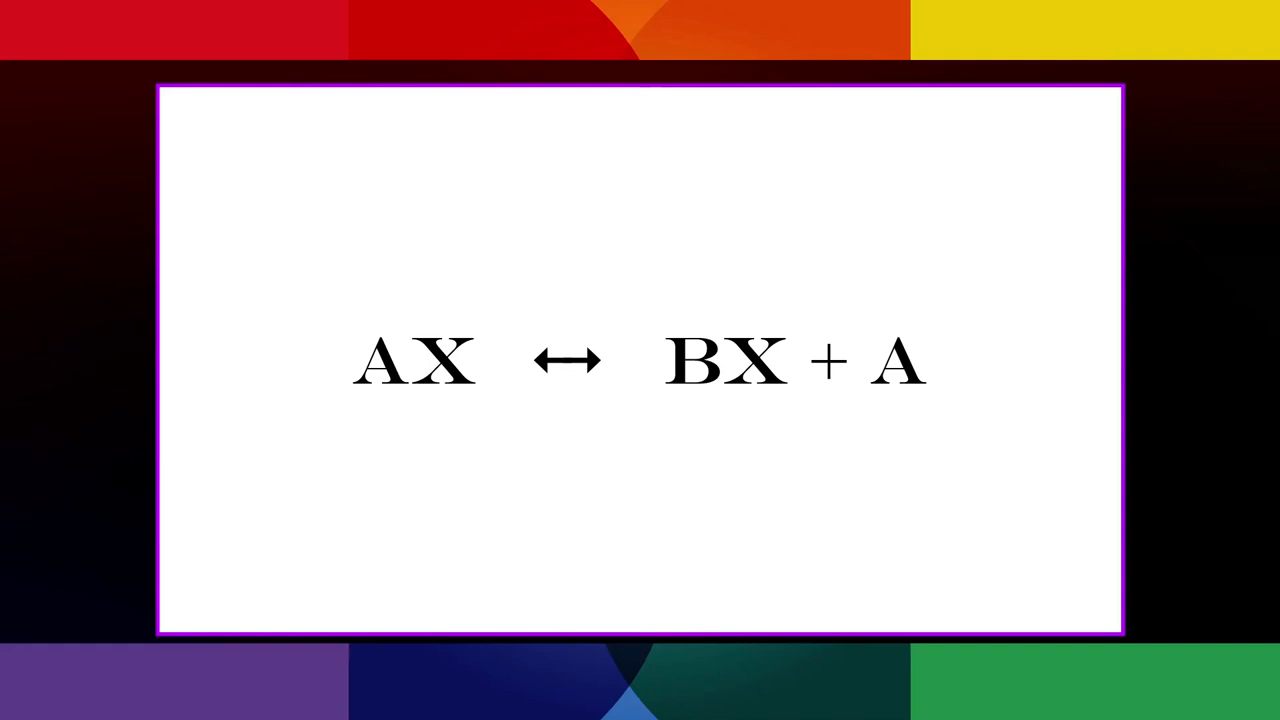 AX ↔ BX + A